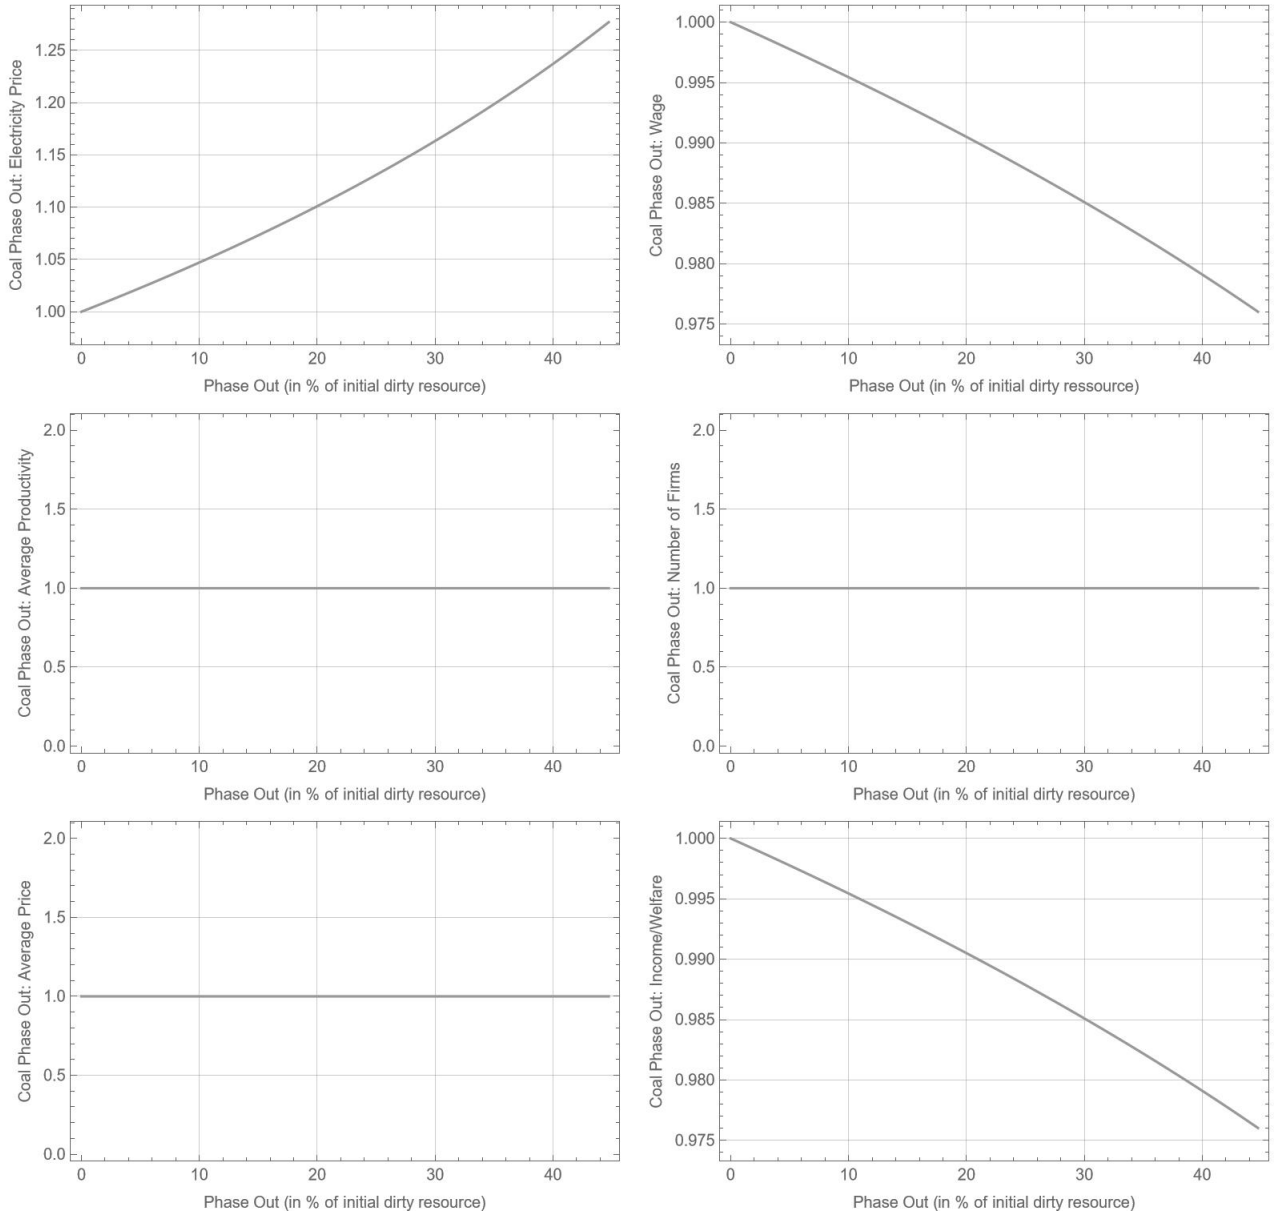 Coal Phase Out: Electricity Price
1.25
1.20
1.15
1.10
1.05
1.00
0 10 20 30 40
Phase Out (in % of initial dirty resource)
Coal Phase Out: Wage
1.000
0.995
0.990
0.985
0.980
0.975
0 10 20 30 40
Phase Out (in % of initial dirty ressource)
Coal Phase Out: Average Productivity
2.0
1.5
1.0
0.5
0.0
0 10 20 30 40
Phase Out (in % of initial dirty resource)
Coal Phase Out: Number of Firms
2.0
1.5
1.0
0.5
0.0
0 10 20 30 40
Phase Out (in % of initial dirty resource)
Coal Phase Out: Average Price
2.0
1.5
1.0
0.5
0.0
0 10 20 30 40
Phase Out (in % of initial dirty resource)
Coal Phase Out: Income/Welfare
1.000
0.995
0.990
0.985
0.980
0.975
0 10 20 30 40
Phase Out (in % of initial dirty resource)